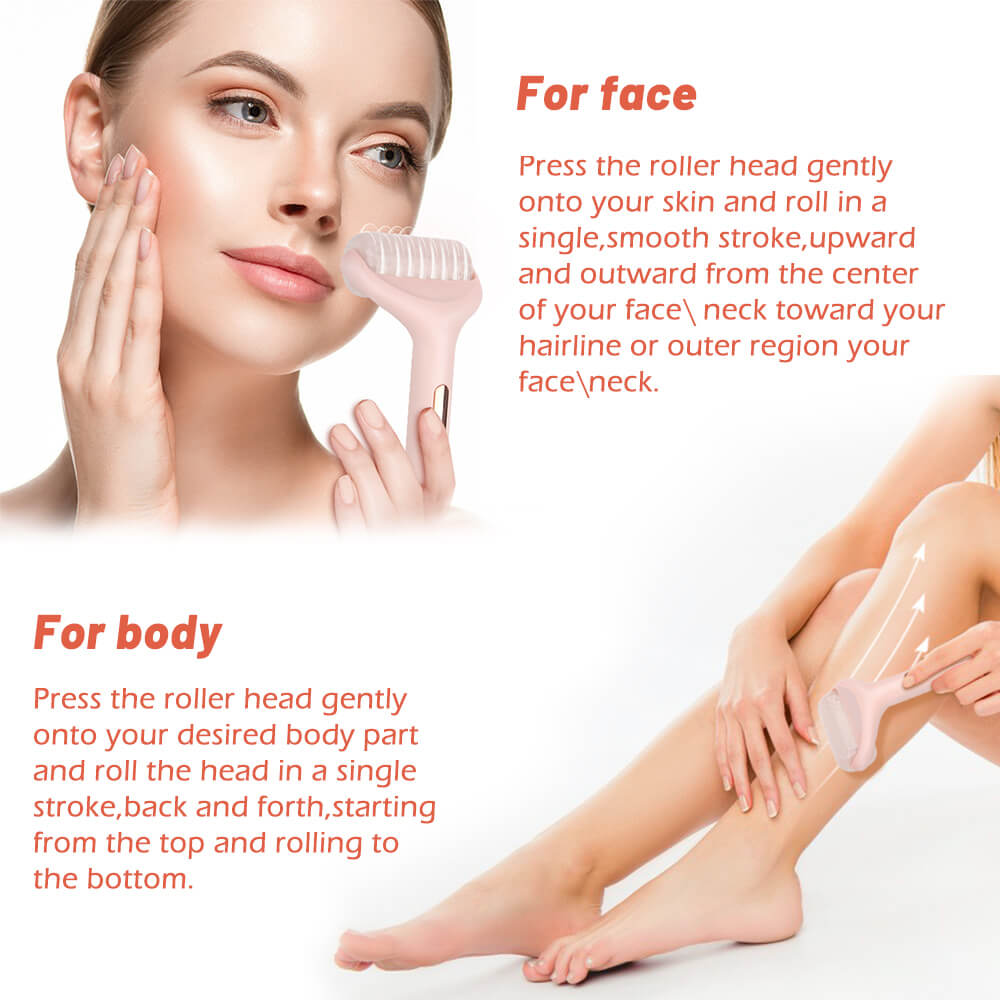 For face
Press the roller head gently
onto your skin and roll in a
single,smooth stroke,upward
and outward from the center
of your face\ neck toward your
hairline or outer region your
face\neck.
For body
Press the roller head gently
onto your desired body part
and roll the head in a single
stroke,back and forth,starting
from the top and rolling to
the bottom.